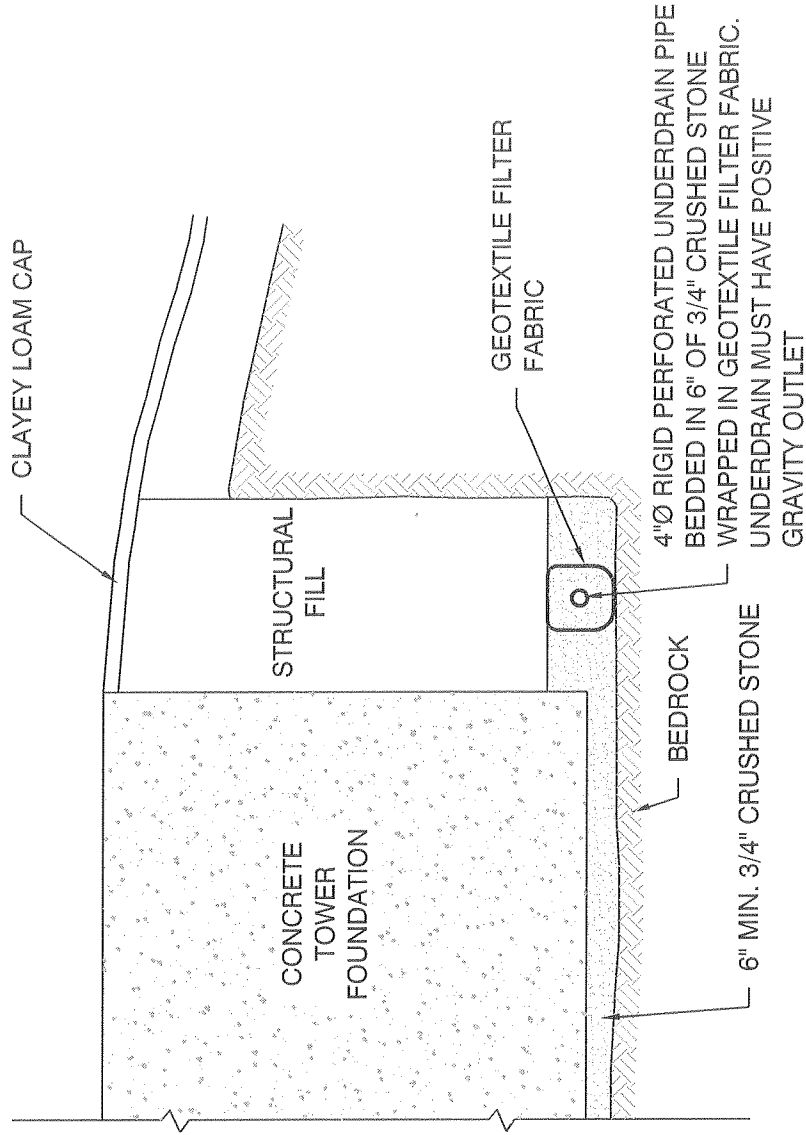 CLAYEY LOAM CAP
STRUCTURAL
FILL
CONCRETE
TOWER
FOUNDATION
GEOTEXTILE FILTER
FABRIC
4"Ø RIGID PERFORATED UNDERDRAIN PIPE
BEDDED IN 6" OF 3/4" CRUSHED STONE
WRAPPED IN GEOTEXTILE FILTER FABRIC.
UNDERDRAIN MUST HAVE POSITIVE
GRAVITY OUTLET
BEDROCK
6" MIN. 3/4" CRUSHED STONE